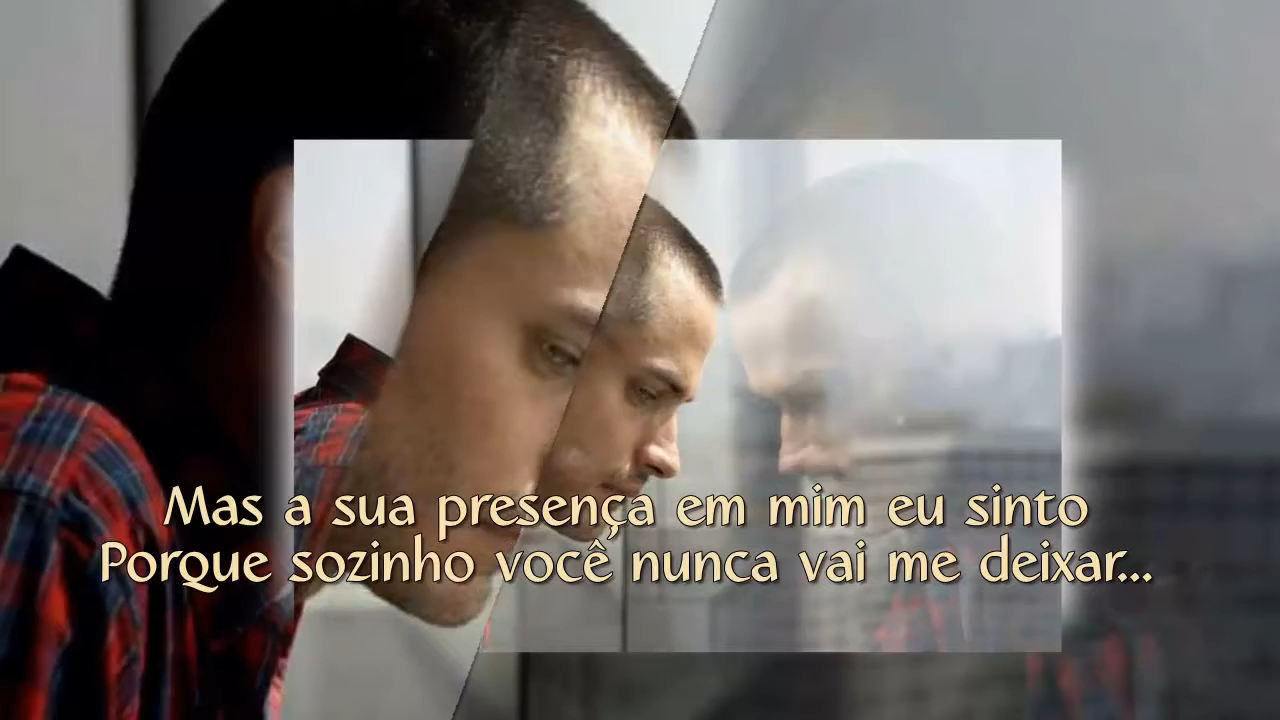 Mas a sua presença em mim eu sinto
Porque sozinho você nunca vai me deixar...